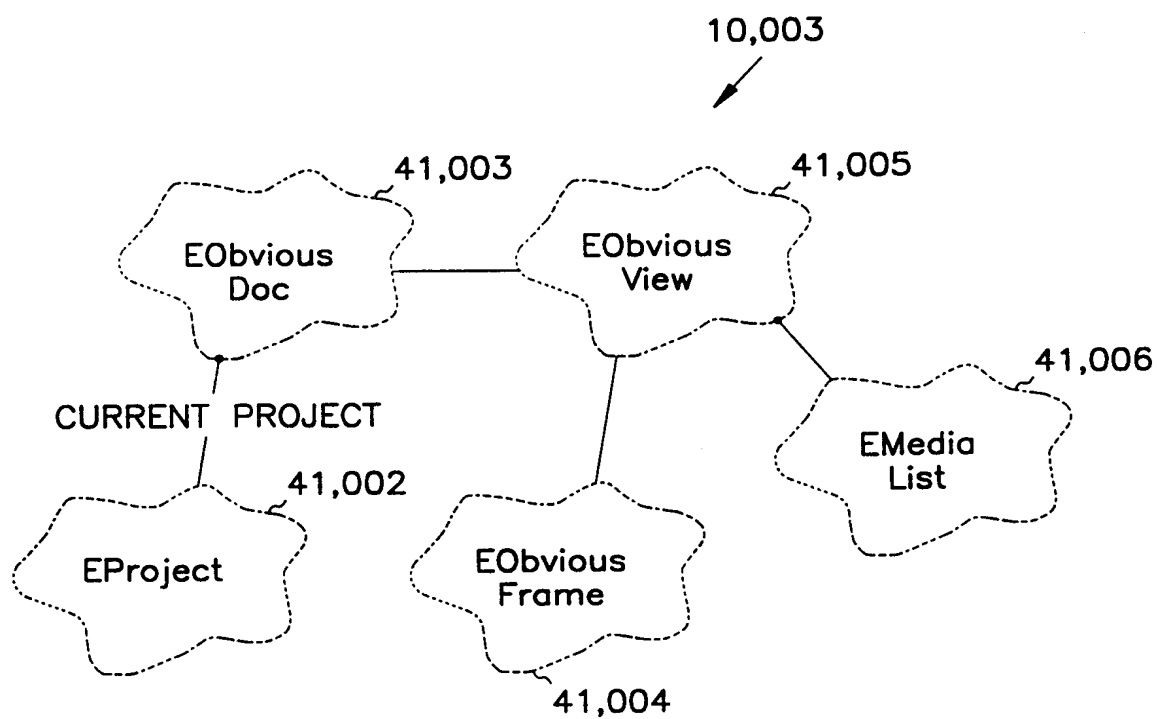 10,003
41,003
41,005
EObvious
Doc
EObvious
View
41,006
CURRENT PROJECT
EMedia
List
41,002
EProject
EObvious
Frame
41,004